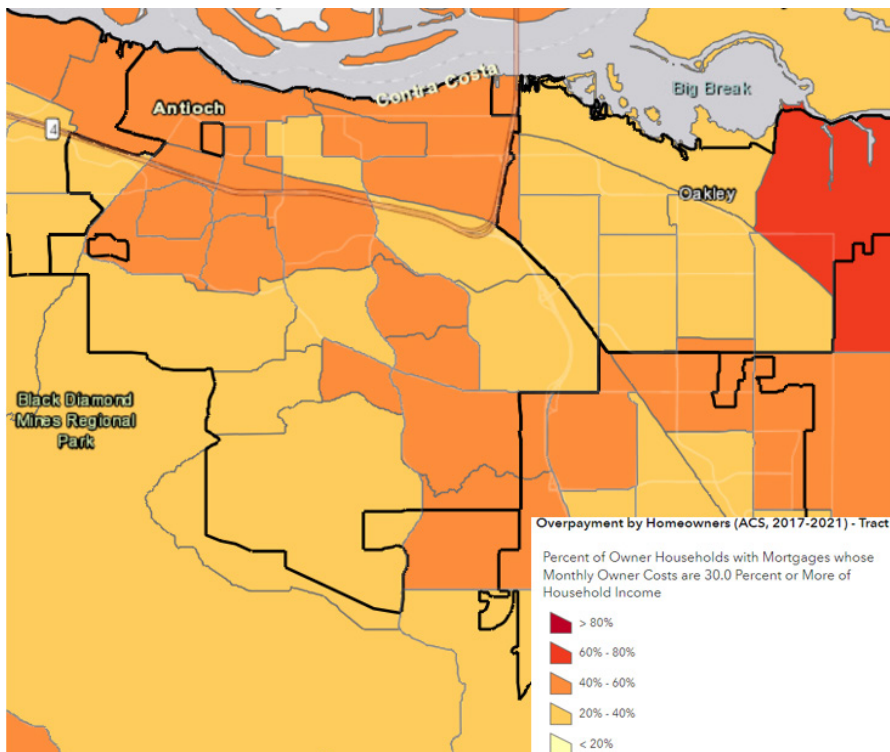 Contra Costa
Big Break
Antioch
4
Oakley
Black Diamond
Mines Regional
Park
Overpayment by Homeowners (ACS, 2017-2021) - Tract
Percent of Owner Households with Mortgages whose
Monthly Owner Costs are 30.0 Percent or More of
Household Income
> 80%
60% - 80%
40% - 60%
20% - 40%
< 20%